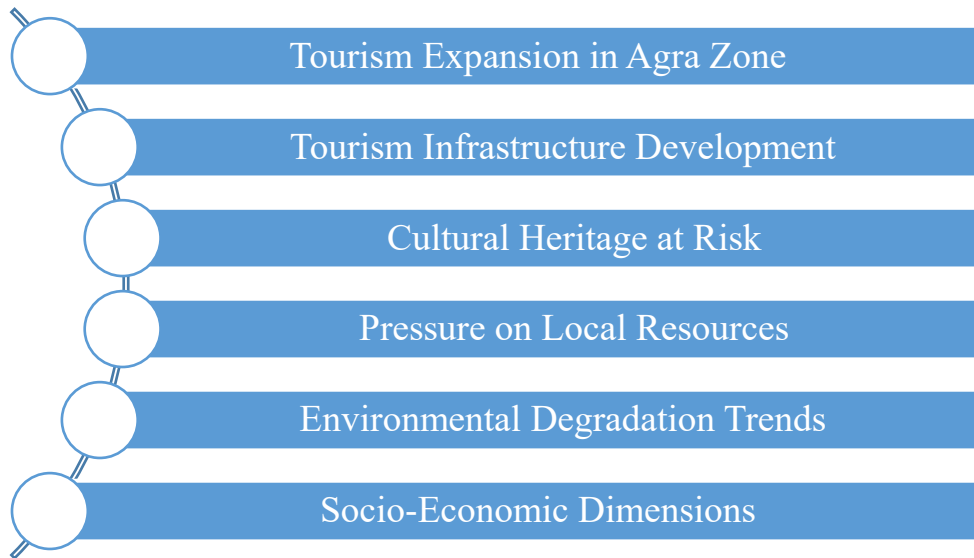 Tourism Expansion in Agra Zone
Tourism Infrastructure Development
Cultural Heritage at Risk
Pressure on Local Resources
Environmental Degradation Trends
Socio-Economic Dimensions